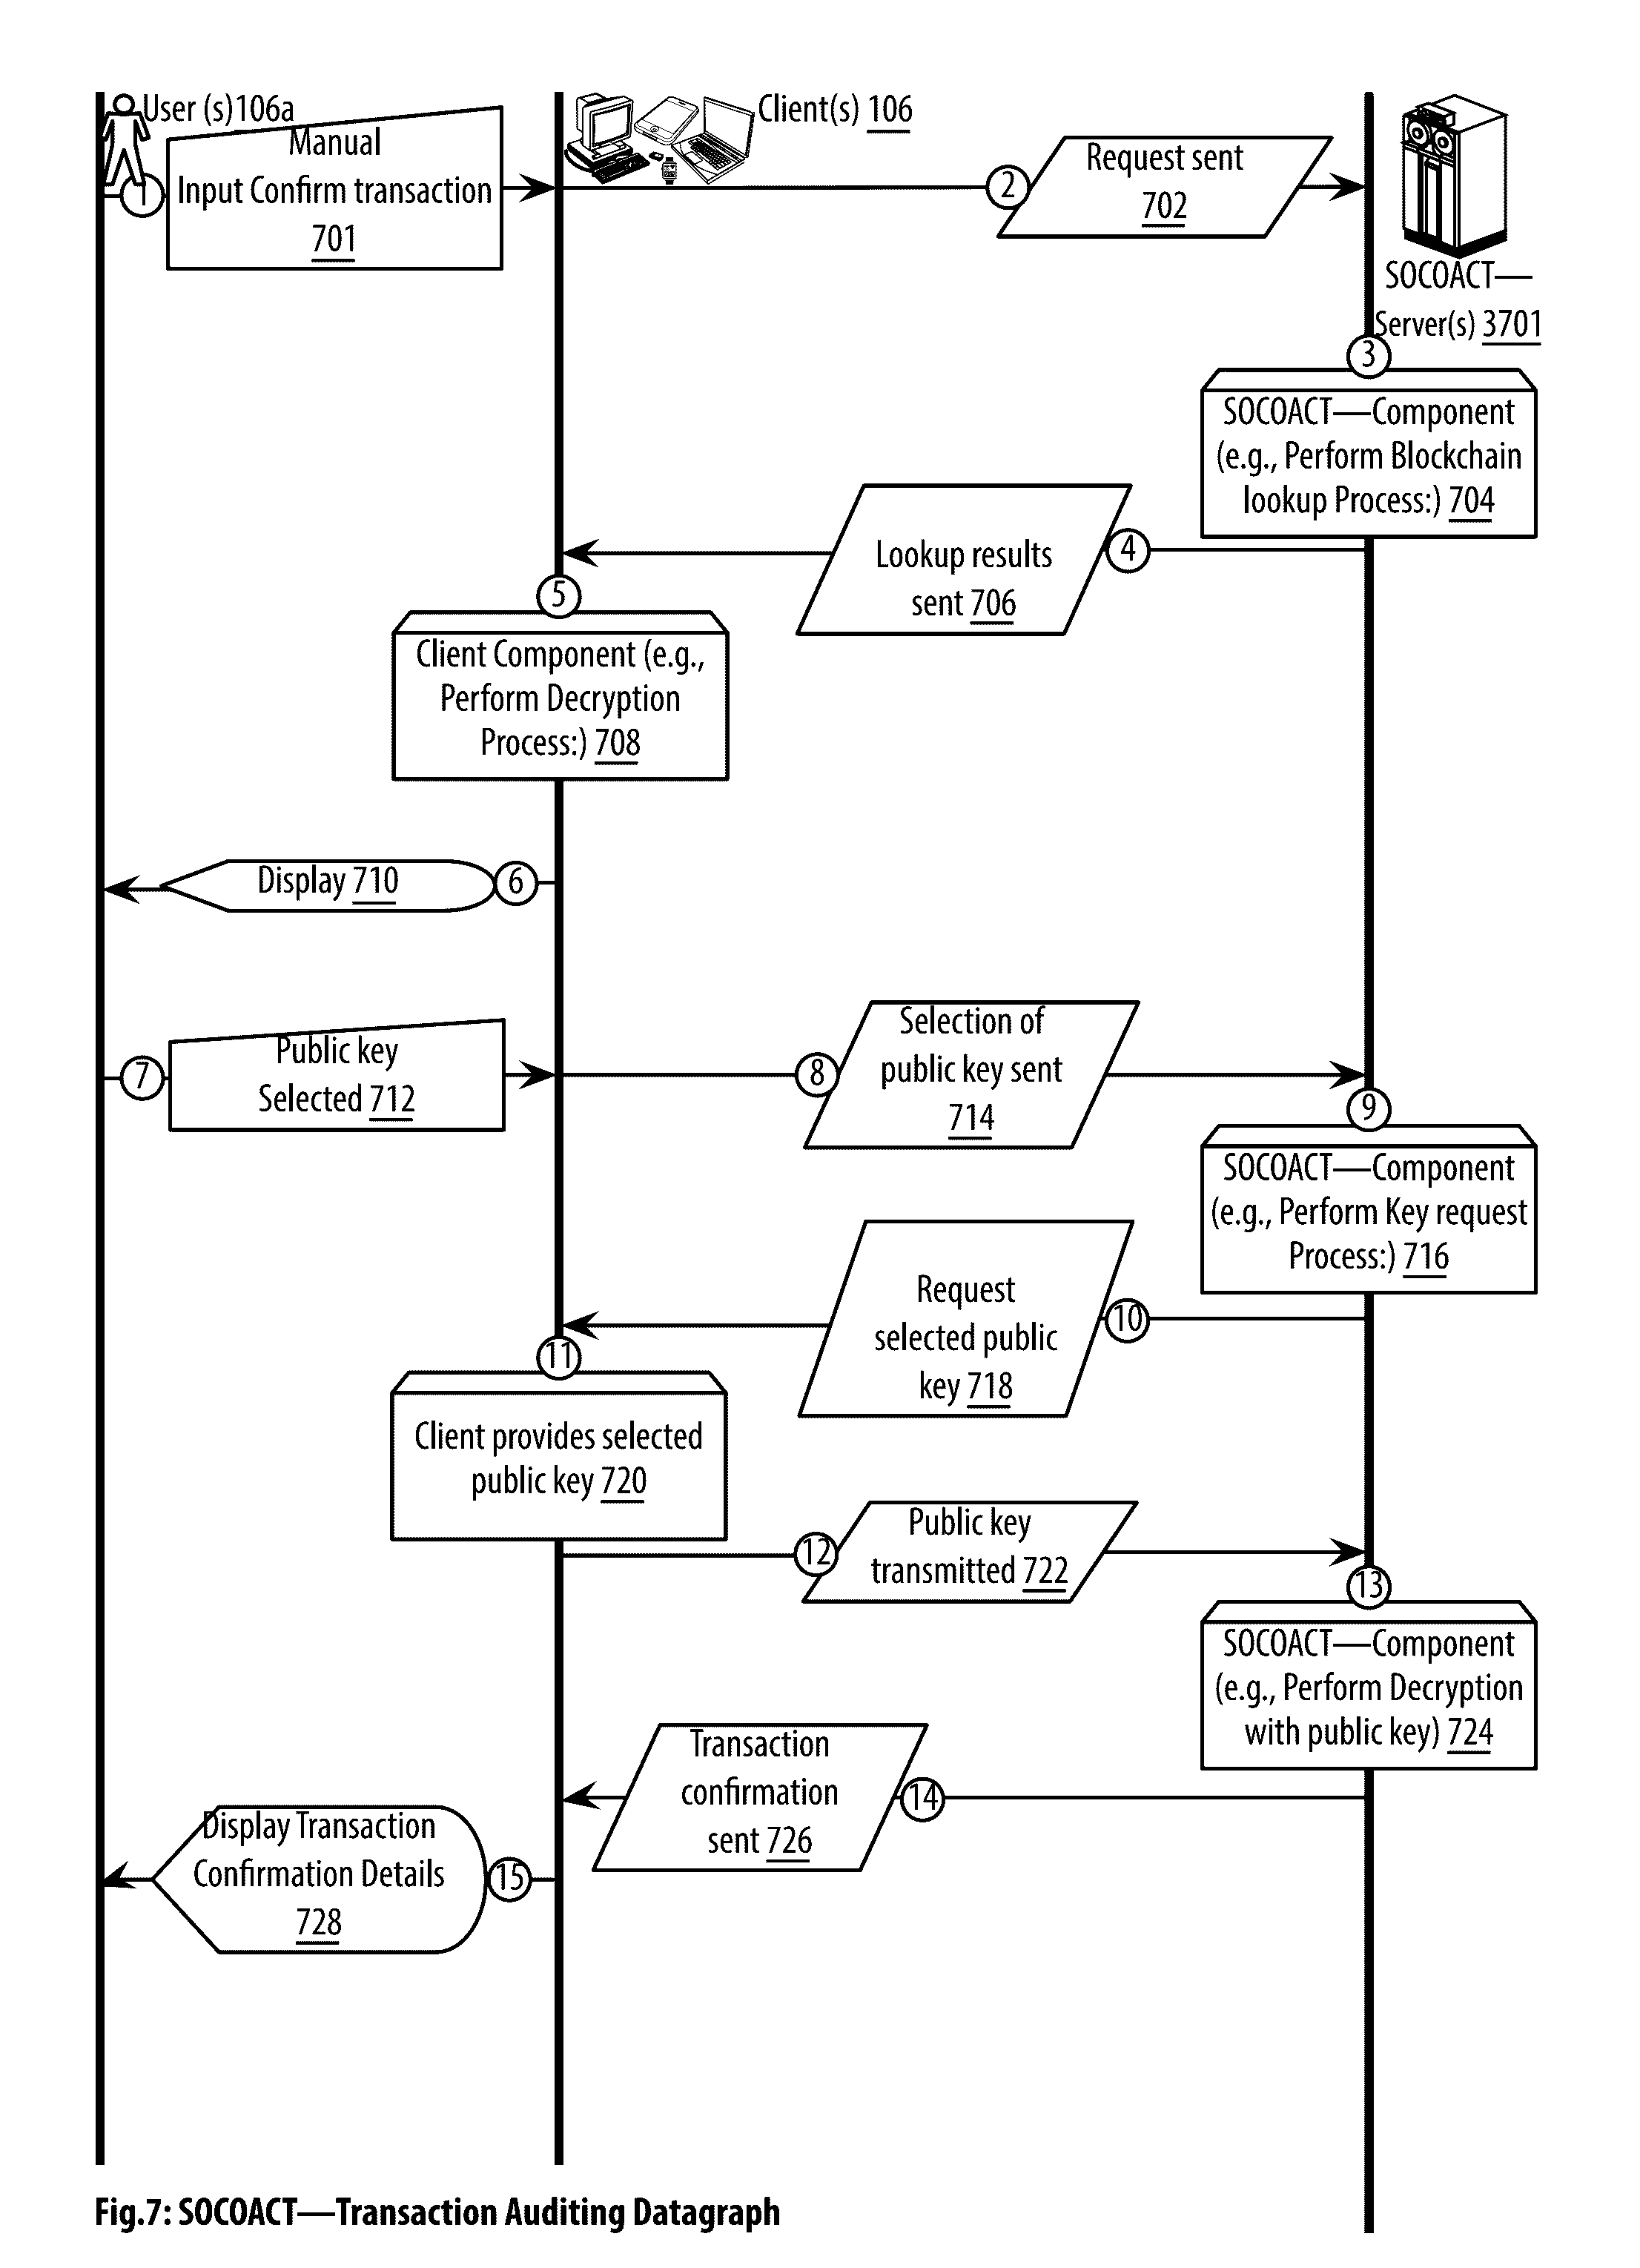 User (s)106a
Client(s) 106
1
Manual
Input Confirm transaction
701
2
Request sent
702
SOCOACT—
Server(s) 3701
3
SOCOACT—Component
(e.g., Perform Blockchain
lookup Process:) 704
4
Lookup results
sent 706
5
Client Component (e.g.,
Perform Decryption
Process:) 708
6
Display 710
7
Public key
Selected 712
8
Selection of
public key sent
714
9
SOCOACT—Component
(e.g., Perform Key request
Process:) 716
10
Request
selected public
key 718
11
Client provides selected
public key 720
12
Public key
transmitted 722
13
SOCOACT—Component
(e.g., Perform Decryption
with public key) 724
14
Transaction
confirmation
sent 726
15
Display Transaction
Confirmation Details
728
Fig.7: SOCOACT—Transaction Auditing Datagraph